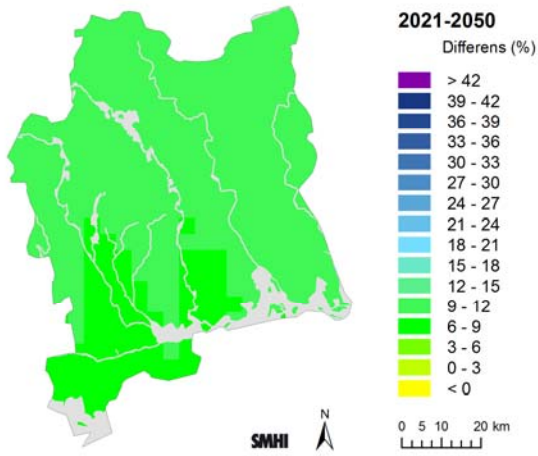 2021-2050
Differens (%)
> 42
39 - 42
36 - 39
33 - 36
30 - 33
27 - 30
24 - 27
21 - 24
18 - 21
15 - 18
12 - 15
9 - 12
6 - 9
3 - 6
0 - 3
< 0
SMHI
N
0 5 10 20 km